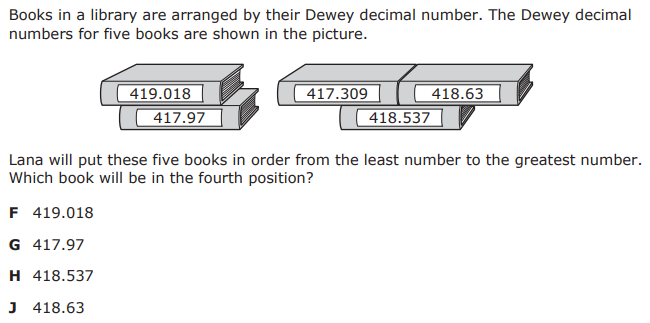 Books in a library are arranged by their Dewey decimal number. The Dewey decimal
numbers for five books are shown in the picture.
419.018
417.97
417.309
418.63
418.537
Lana will put these five books in order from the least number to the greatest number.
Which book will be in the fourth position?
F 419.018
G 417.97
H 418.537
J 418.63